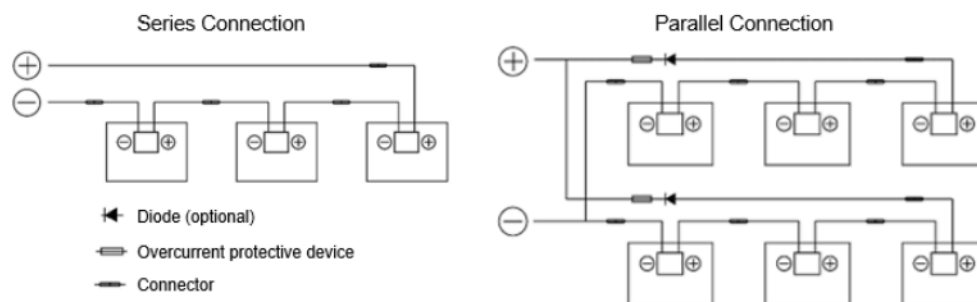 Series Connection
Parallel Connection
+
−
− +
− +
− +
Diode (optional)
Overcurrent protective device
Connector
+
− +
− +
− +
−
− +
− +
− +